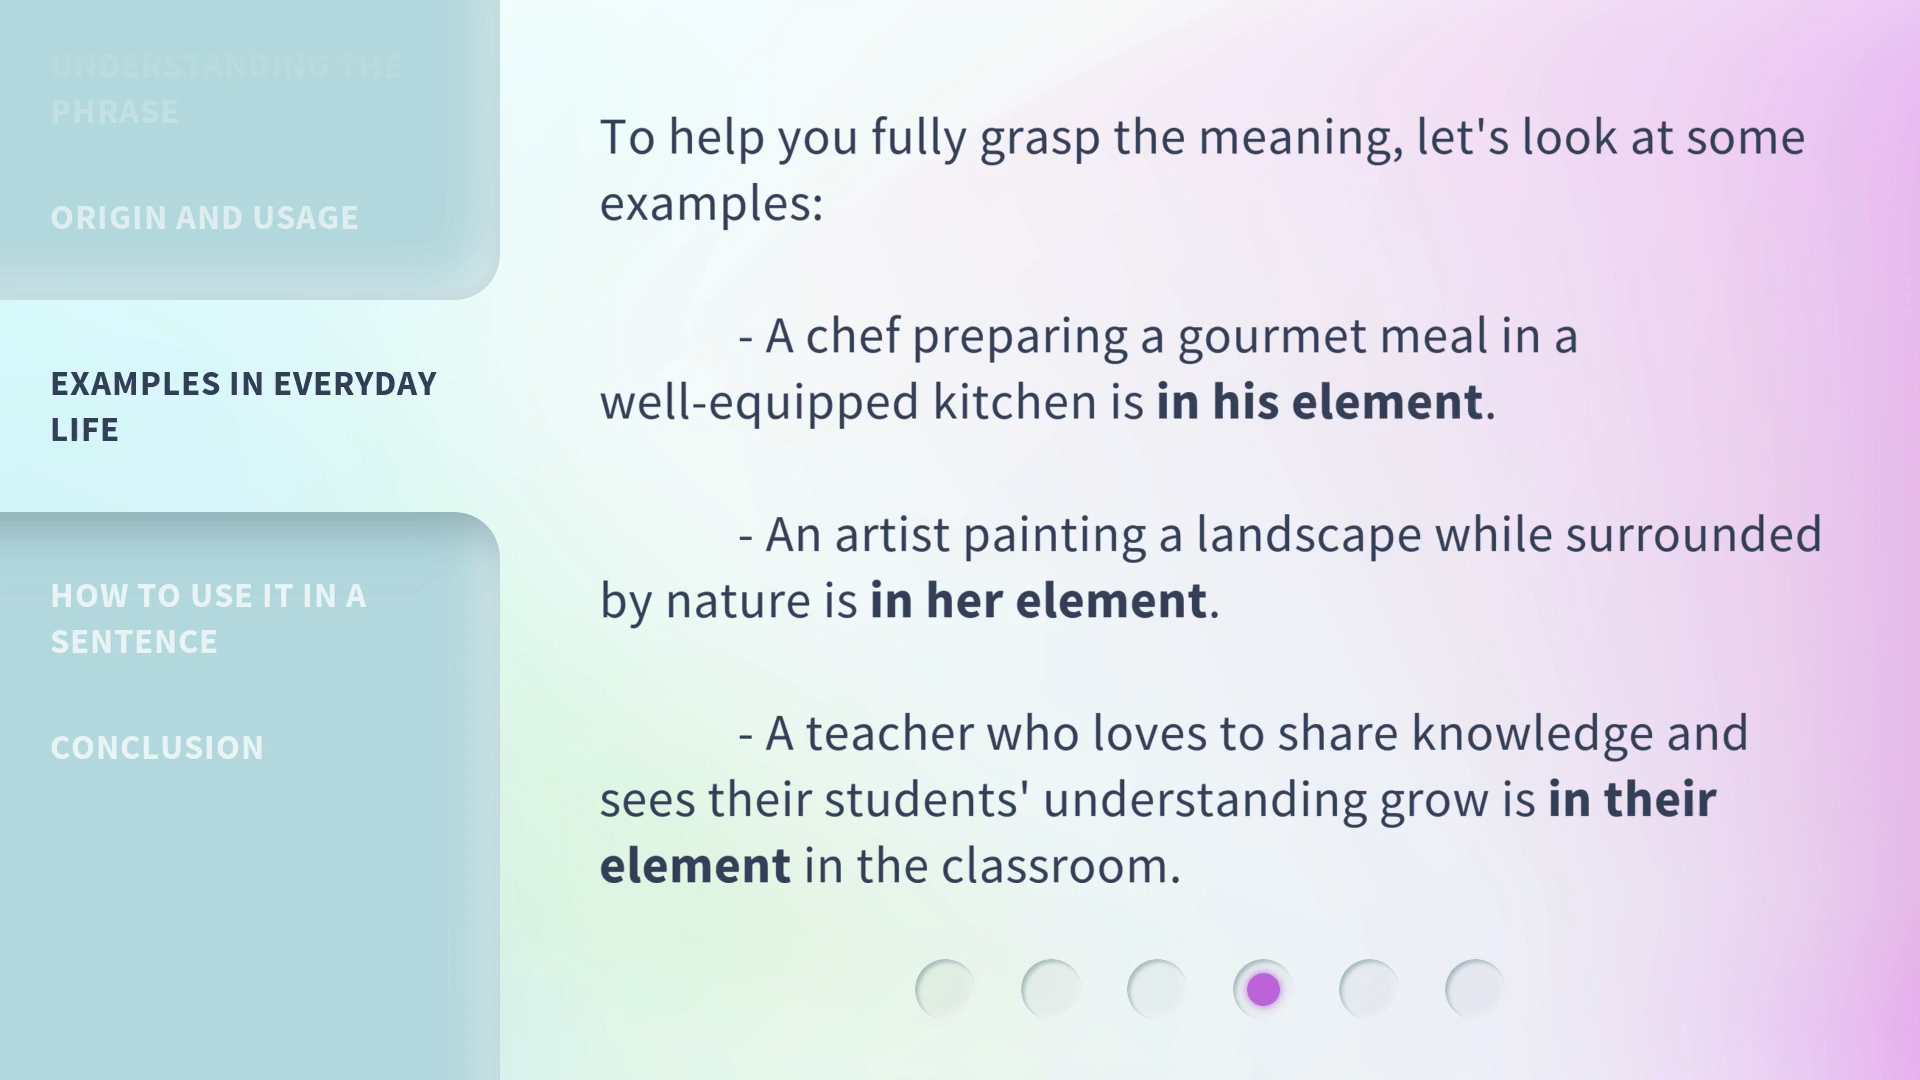 UNDERSTANDING THE
PHRASE
ORIGIN AND USAGE
EXAMPLES IN EVERYDAY
LIFE
HOW TO USE IT IN A
SENTENCE
CONCLUSION
To help you fully grasp the meaning, let's look at some
examples:
- A chef preparing a gourmet meal in a
well-equipped kitchen is in his element.
- An artist painting a landscape while surrounded
by nature is in her element.
- A teacher who loves to share knowledge and
sees their students' understanding grow is in their
element in the classroom.